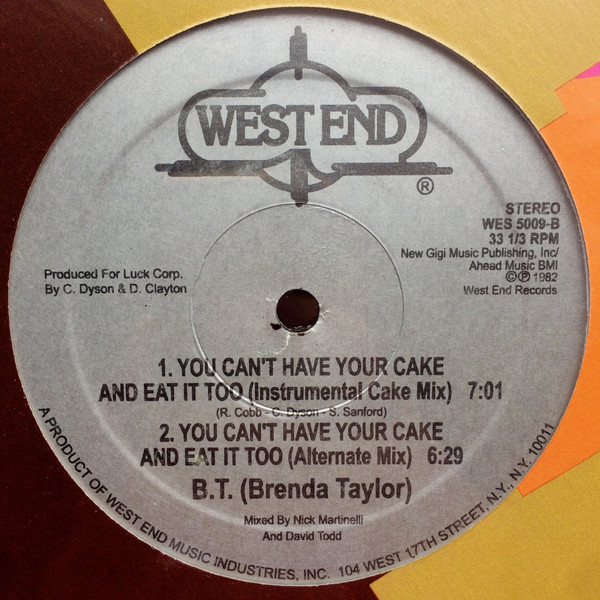 WEST END
®
STEREO
WES 5009-B
33 1/3 RPM
New Gigi Music Publishing, Inc/
Ahead Music BMI
©℗ 1982
West End Records
Produced For Luck Corp.
By C. Dyson & D. Clayton
1. YOU CAN'T HAVE YOUR CAKE
AND EAT IT TOO (Instrumental Cake Mix) 7:01
(R. Cobb - C. Dyson - S. Sanford)
2. YOU CAN'T HAVE YOUR CAKE
AND EAT IT TOO (Alternate Mix) 6:29
B.T. (Brenda Taylor)
Mixed By Nick Martinelli
And David Todd
A PRODUCT OF WEST END MUSIC INDUSTRIES, INC. 104 WEST 17TH STREET, N.Y., N.Y. 10011